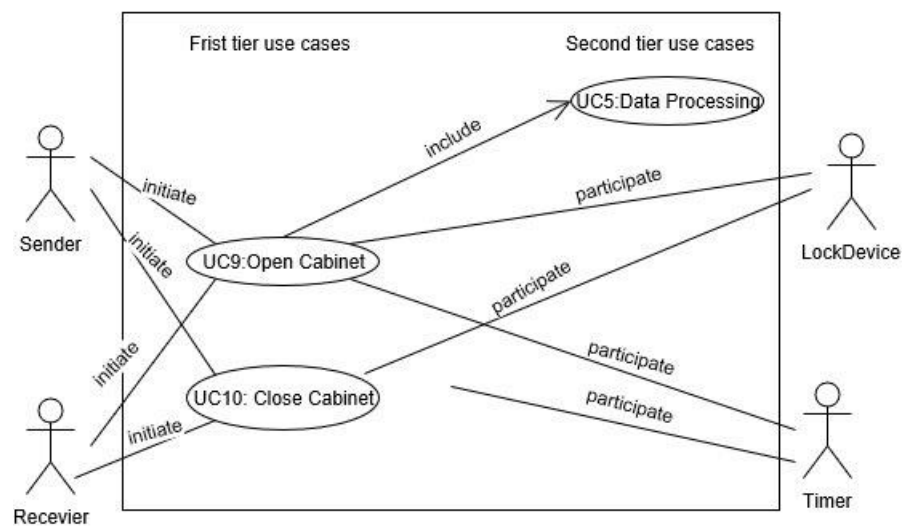 Frist tier use cases
Second tier use cases
UC5:Data Processing
include
initiate
participate
Sender
LockDevice
initiate
UC9:Open Cabinet
participate
initiate
participate
UC10: Close Cabinet
participate
initiate
Recevier
Timer